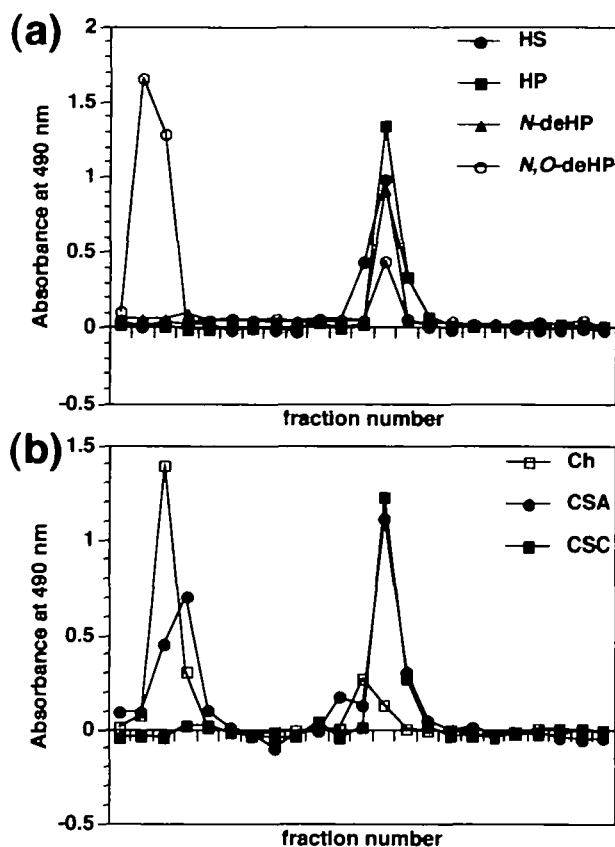 (a)
2
1.5
1
0.5
0
-0.5
Absorbance at 490 nm
HS
HP
N-deHP
N,O-deHP
fraction number
(b)
1.5
1
0.5
0
-0.5
Absorbance at 490 nm
Ch
CSA
CSC
fraction number